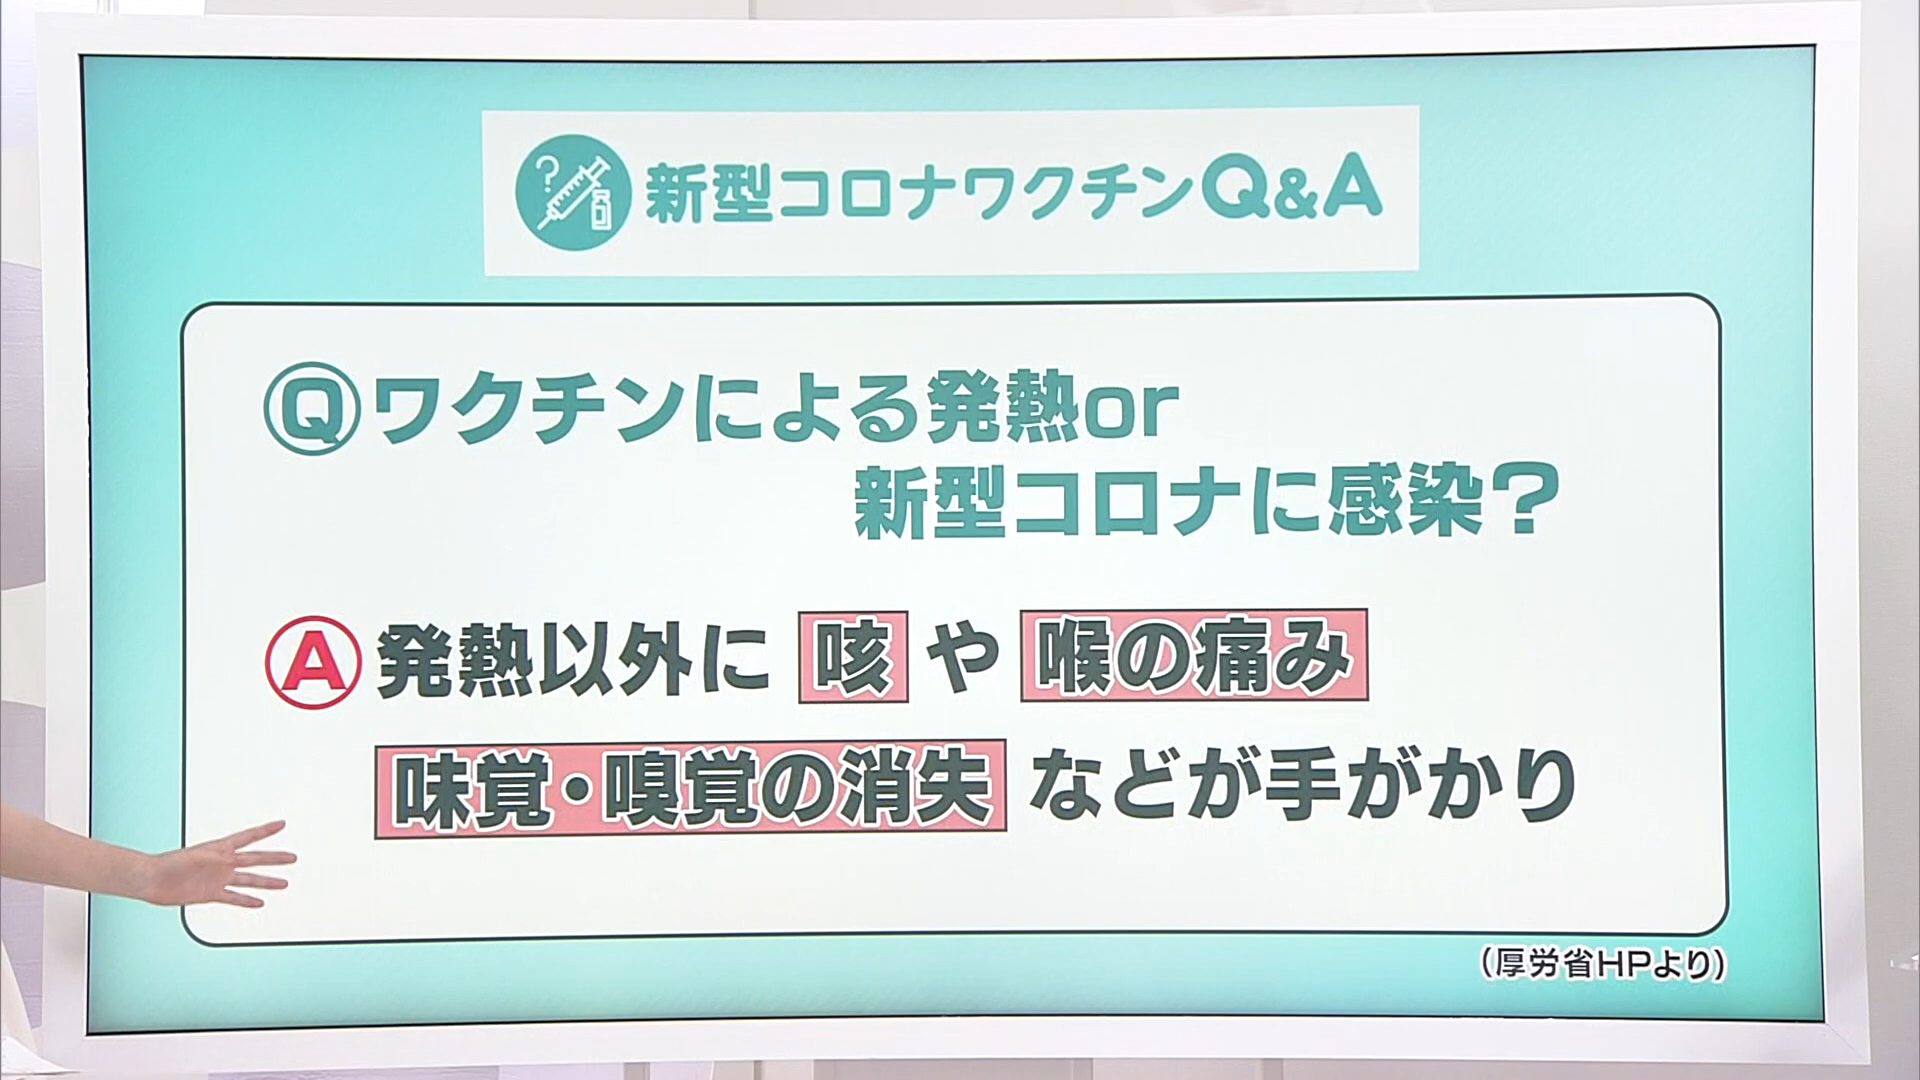 新型コロナワクチンQ&A
Qワクチンによる発熱or
新型コロナに感染？
A発熱以外に 咳 や 喉の痛み
味覚・嗅覚の消失 などが手がかり
（厚労省HPより）